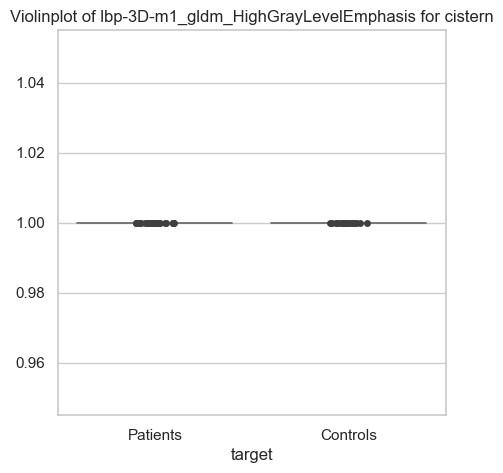 Violinplot of lbp-3D-m1_gldm_HighGrayLevelEmphasis for cistern
1.04
1.02
1.00
0.98
0.96
Patients Controls
target